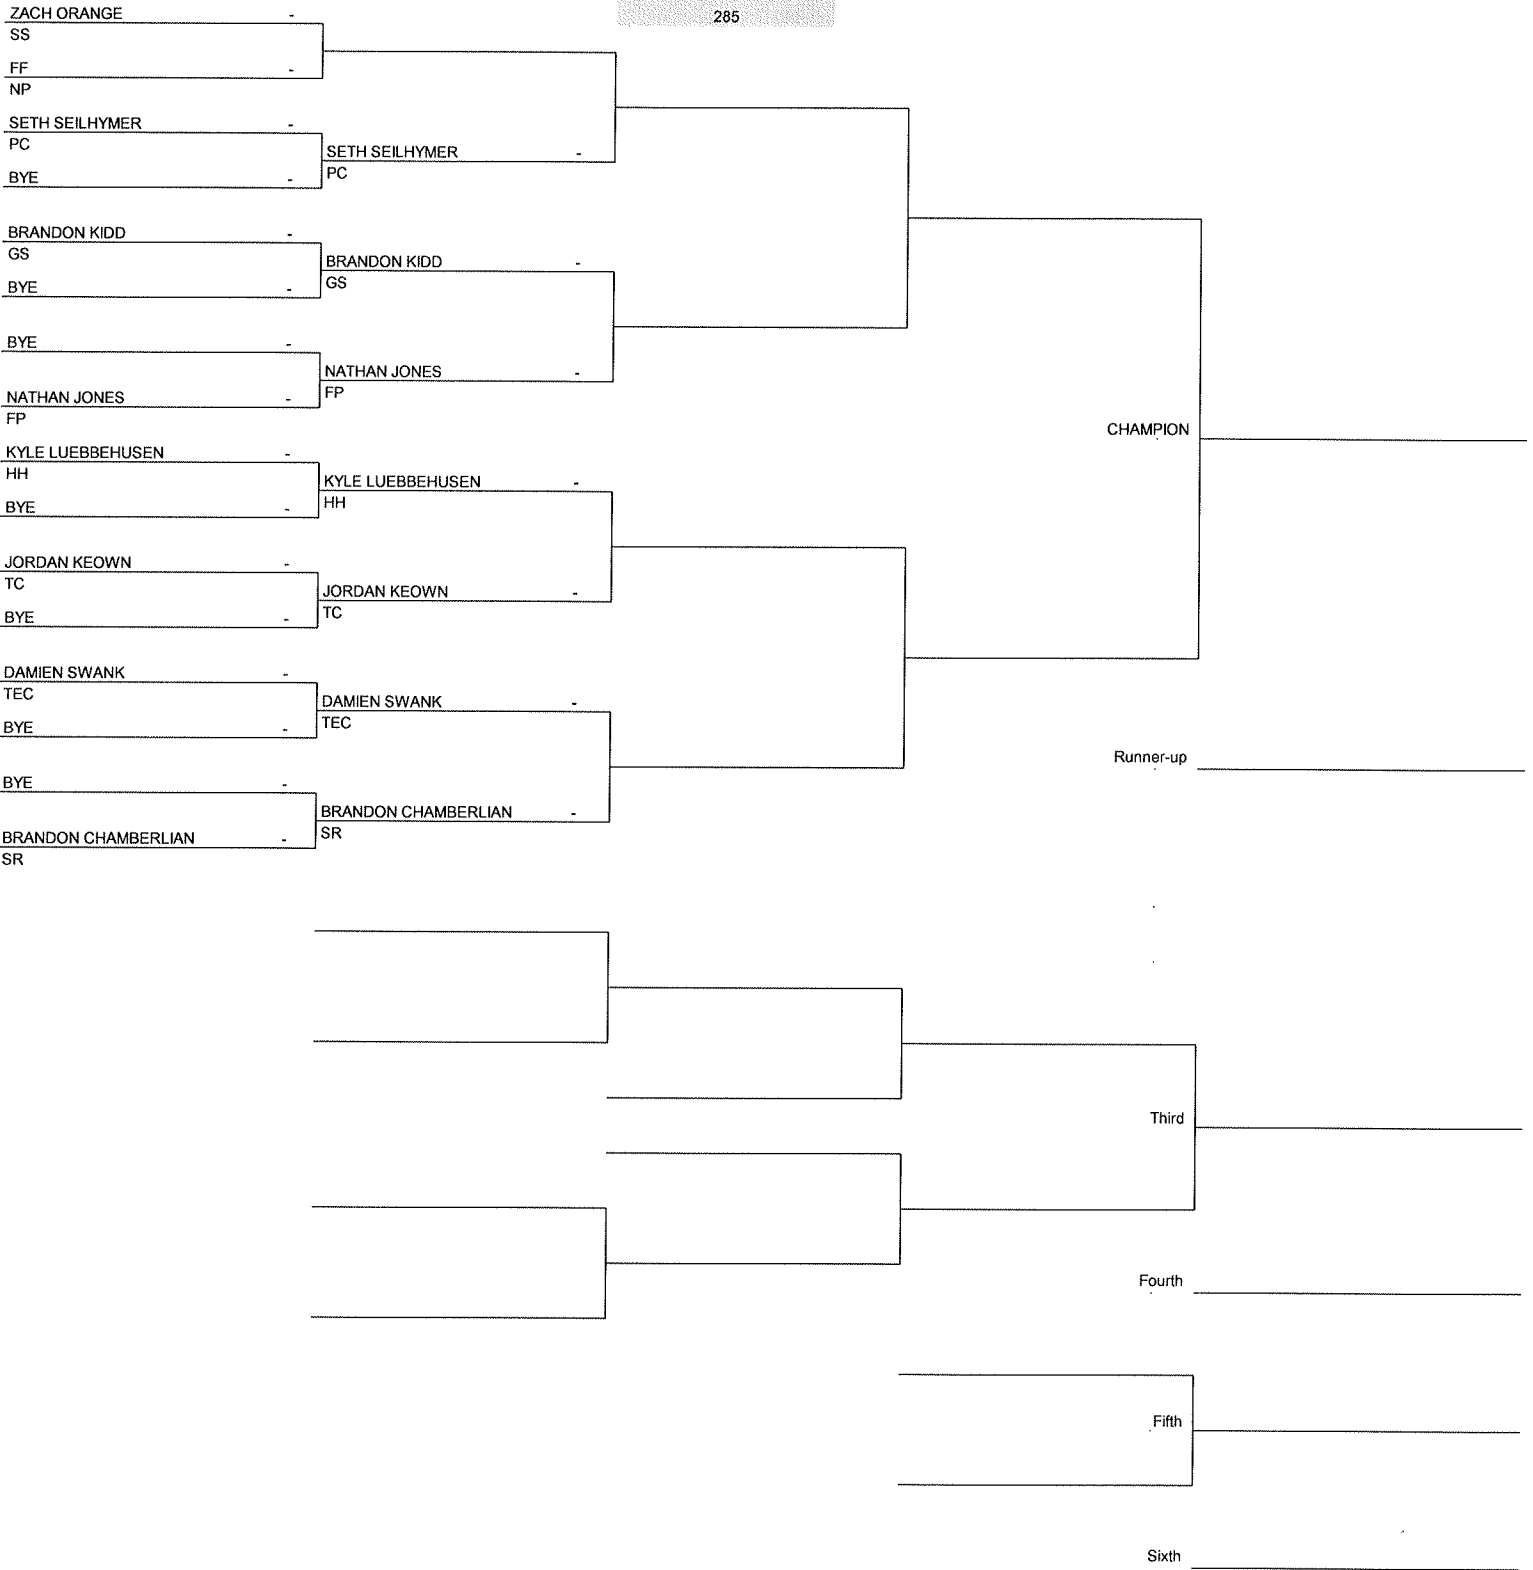 285
ZACH ORANGE -
SS
FF -
NP
SETH SEILHYMER -
PC
BYE -
SETH SEILHYMER -
PC
BRANDON KIDD -
GS
BYE -
BRANDON KIDD -
GS
BYE -
NATHAN JONES -
FP
NATHAN JONES -
FP
KYLE LUEBBEHUSEN -
HH
BYE -
KYLE LUEBBEHUSEN -
HH
JORDAN KEOWN -
TC
BYE -
JORDAN KEOWN -
TC
DAMIEN SWANK -
TEC
BYE -
DAMIEN SWANK -
TEC
BYE -
BRANDON CHAMBERLIAN -
SR
BRANDON CHAMBERLIAN -
SR
CHAMPION
Runner-up
Third
Fourth
Fifth
Sixth